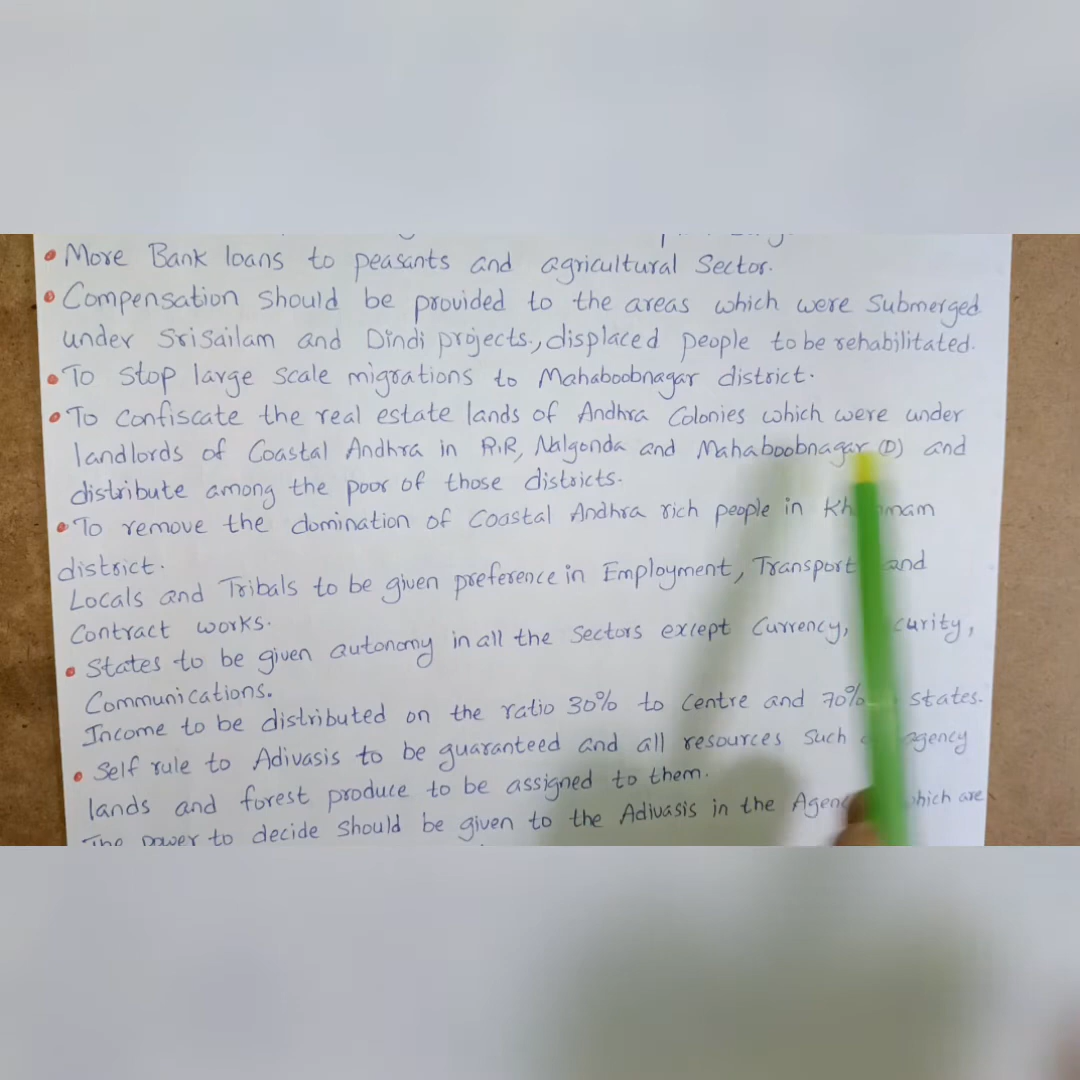 • More Bank loans to peasants and agricultural Sector.
• Compensation should be provided to the areas which were submerged
under Srisailam and Dindi projects., displaced people to be rehabilitated.
• To stop large scale migrations to Mahaboobnagar district.
• To confiscate the real estate lands of Andhra Colonies which were under
landlords of Coastal Andhra in R.R, Nalgonda and Mahaboobnagar (D) and
distribute among the poor of those districts.
• To remove the domination of Coastal Andhra rich people in
district.
Locals and Tribals to be given preference in Employment, Transport and
Contract works.
• States to be given autonomy in all the sectors except Currency,
Communications.
Income to be distributed on the ratio 30% to Centre and 70% states.
• Self rule to Adivasis to be guaranteed and all resources such agency
lands and forest produce to be assigned to them.
The power to decide should be given to the Adivasis in the which are